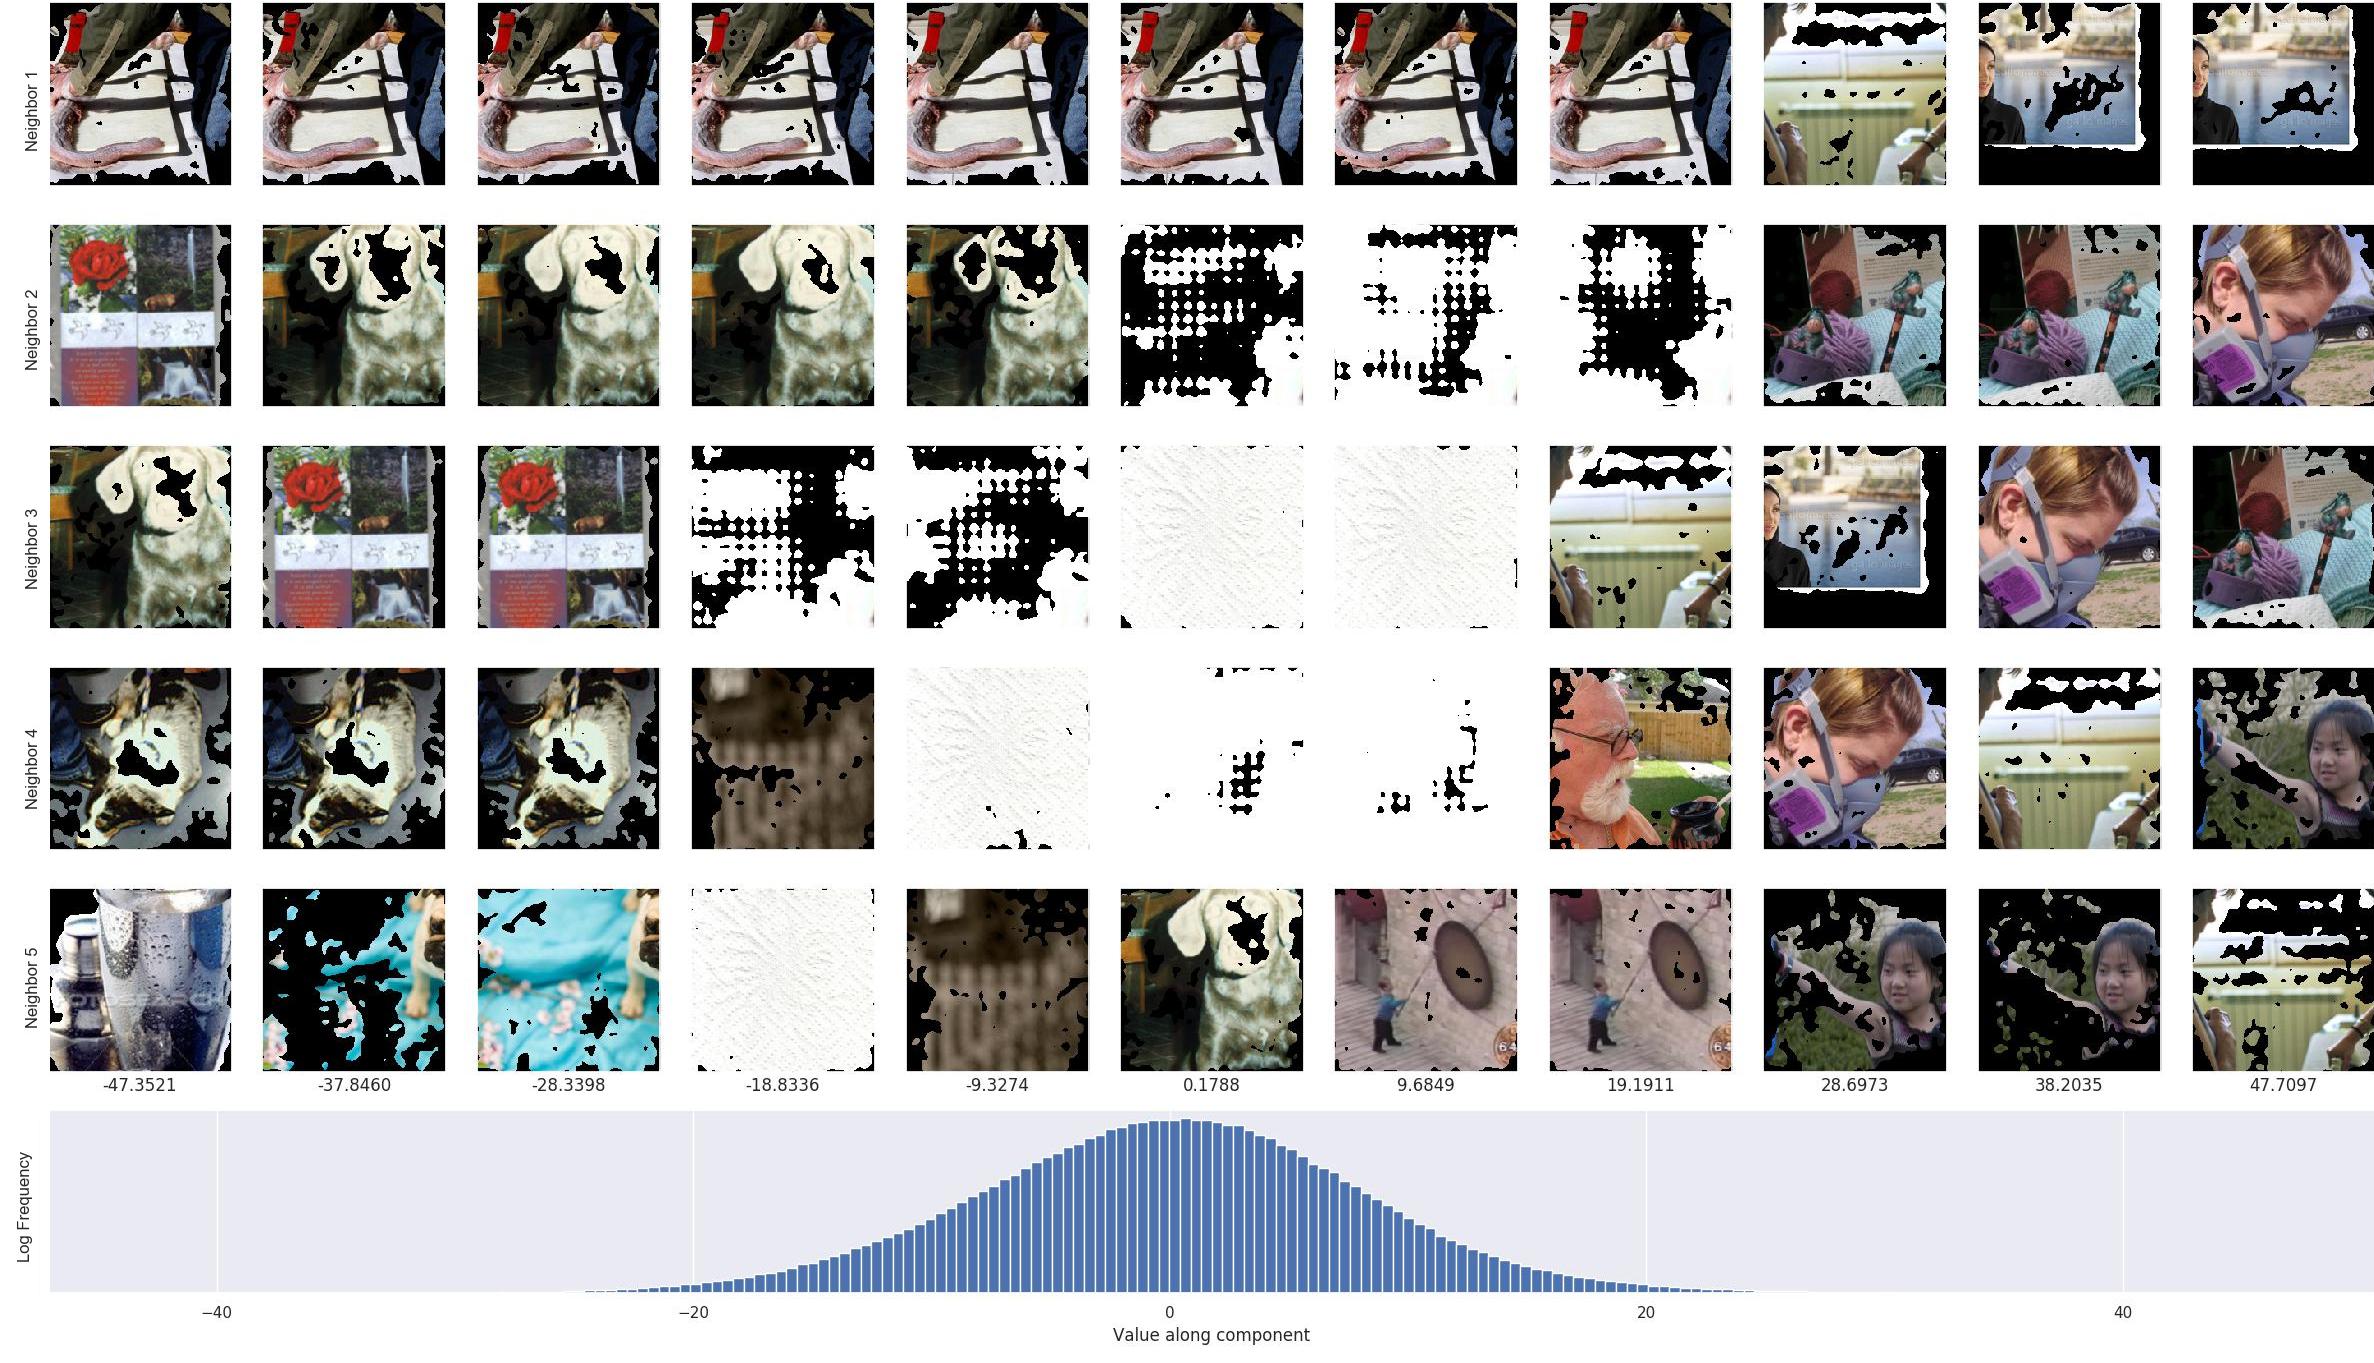 Neighbor 1
Neighbor 2
Neighbor 3
Neighbor 4
Neighbor 5
-47.3521 -37.8460 -28.3398 -18.8336 -9.3274 0.1788 9.6849 19.1911 28.6973 38.2035 47.7097
Log Frequency
−40 −20 0 20 40
Value along component